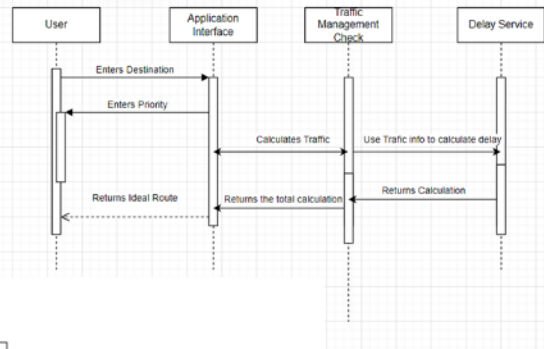 User
Application
Interface
Traffic
Management
Check
Delay Service
Enters Destination
Enters Priority
Calculates Traffic
Use Trafic info to calculate delay
Returns Ideal Route
Returns the total calculation
Returns Calculation